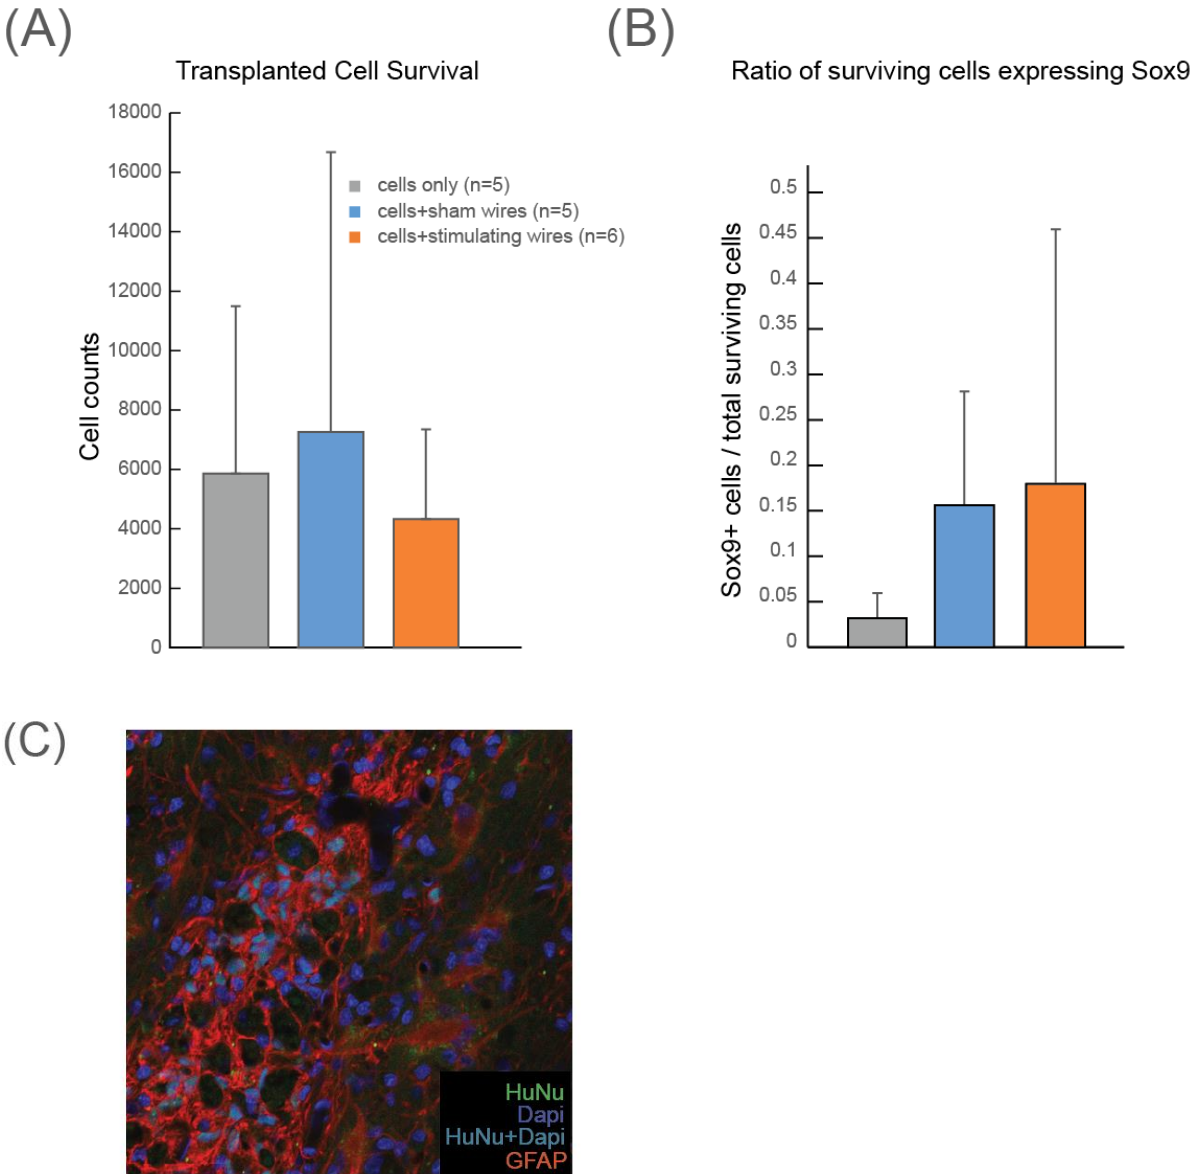 (A)
Transplanted Cell Survival
18000
16000
14000
12000
10000
8000
6000
4000
2000
0
Cell counts
cells only (n=5)
cells+sham wires (n=5)
cells+stimulating wires (n=6)
(B)
Ratio of surviving cells expressing Sox9
0.5
0.45
0.4
0.35
0.3
0.25
0.2
0.15
0.1
0.05
0
Sox9+ cells / total surviving cells
(C)
HuNu
Dapi
HuNu+Dapi
GFAP